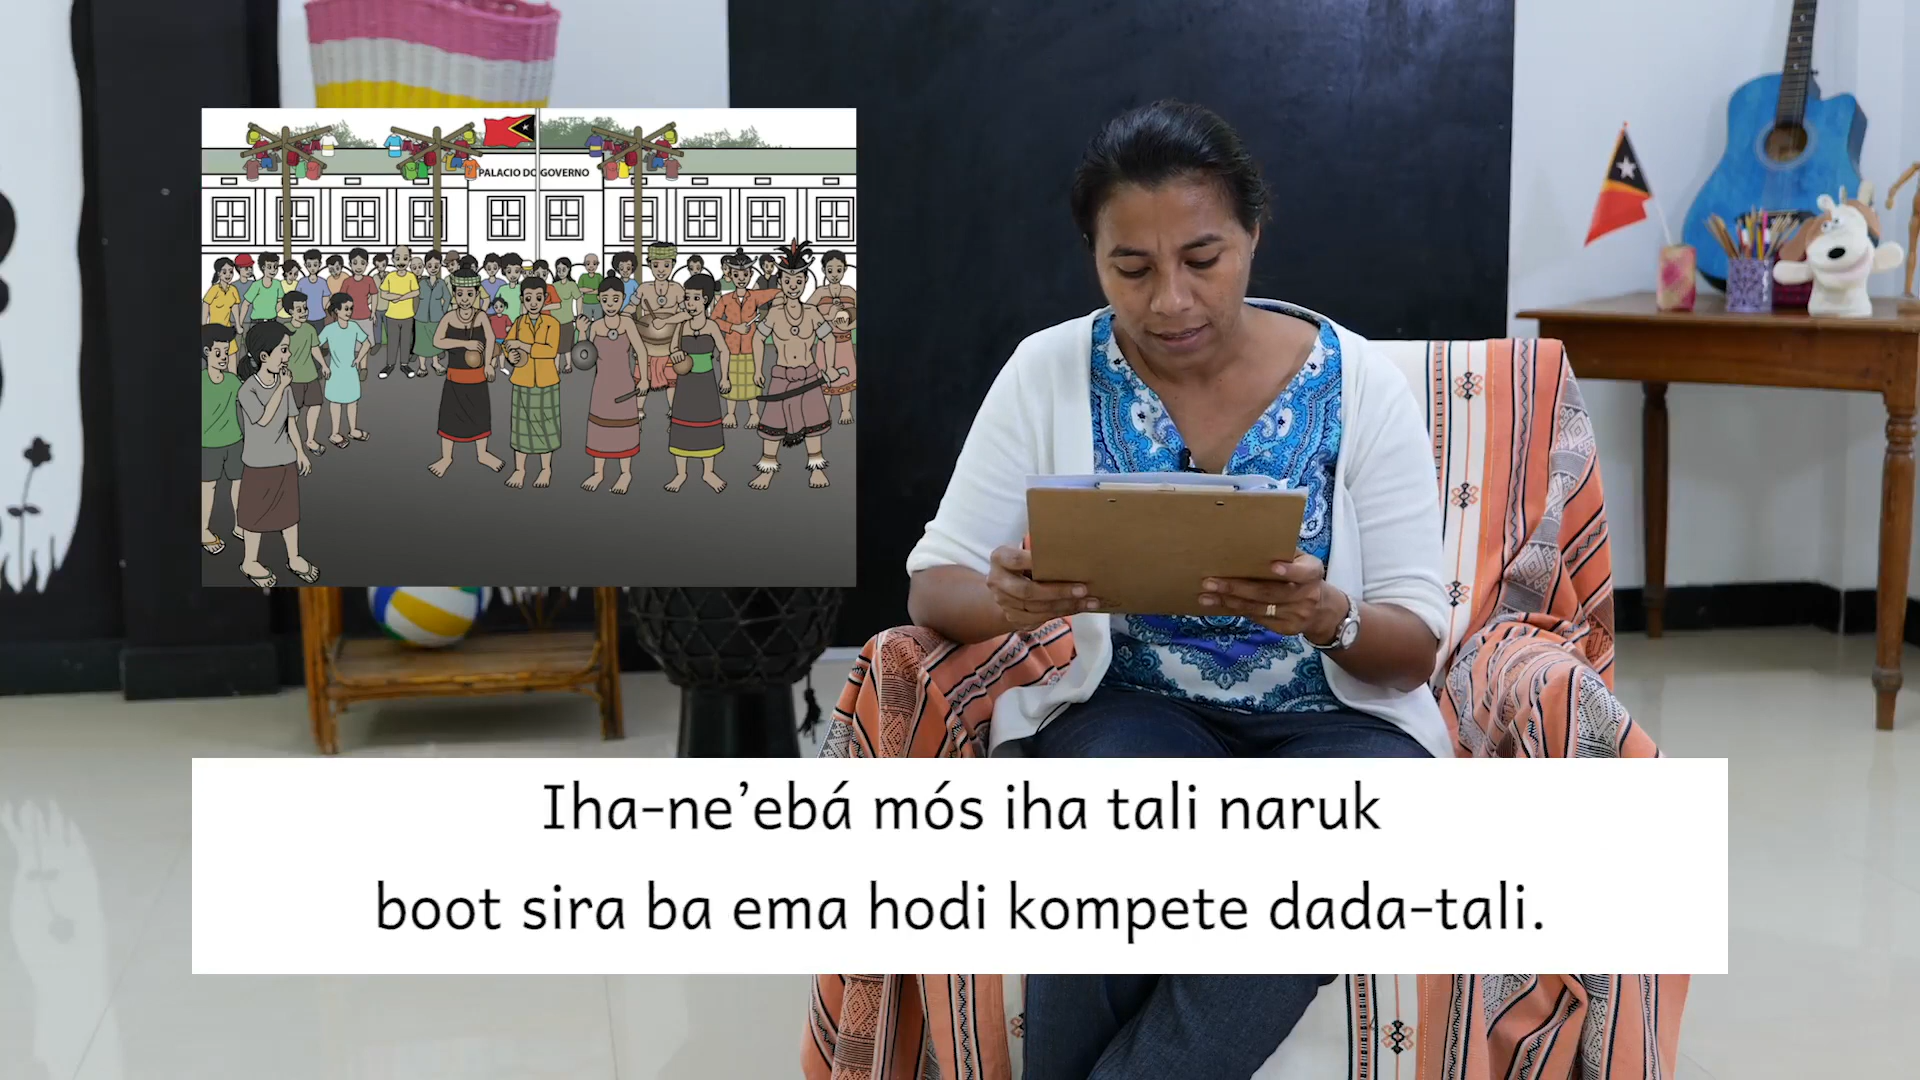 PALACIO DO GOVERNO
Iha-ne’ebá mós iha tali naruk
boot sira ba ema hodi kompete dada-tali.